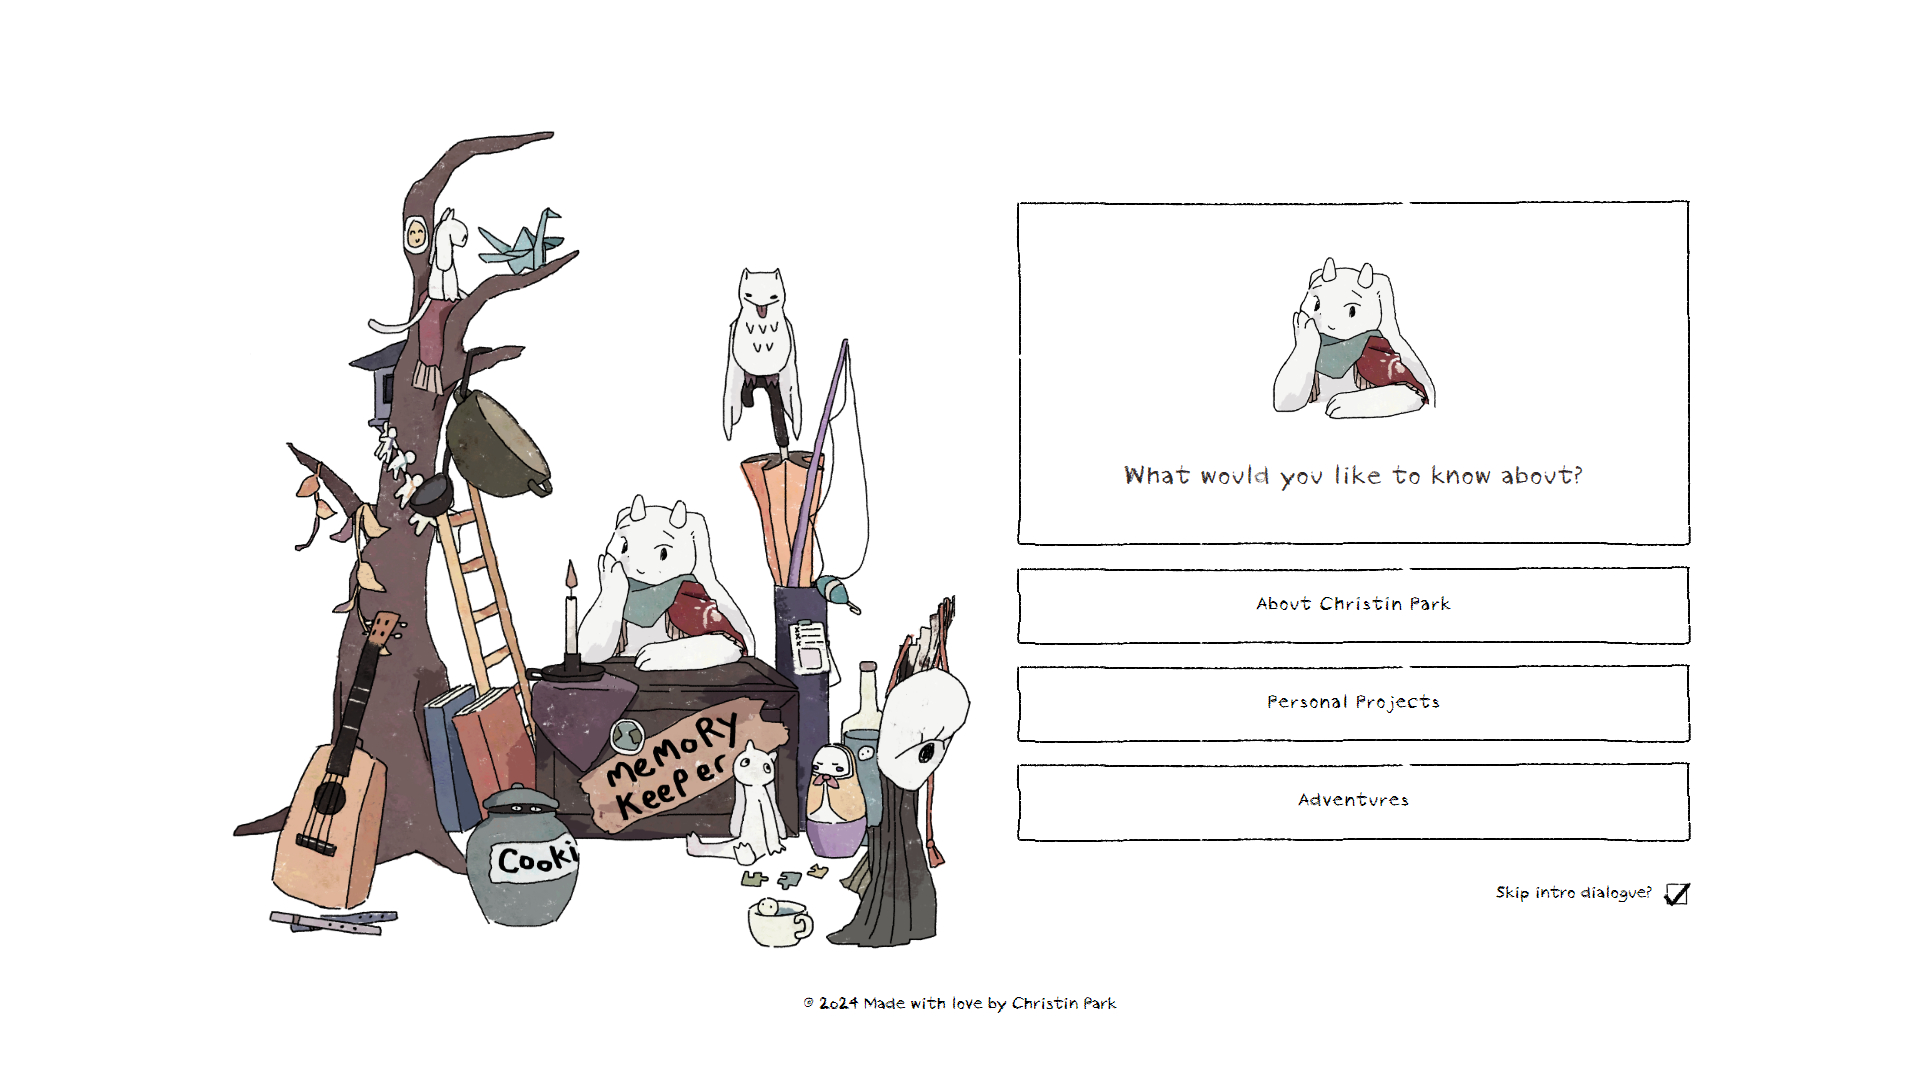 MeMoRy
Keeper
Cooki
What would you like to know about?
About Christin Park
Personal Projects
Adventures
Skip intro dialogue?
© 2024 Made with love by Christin Park